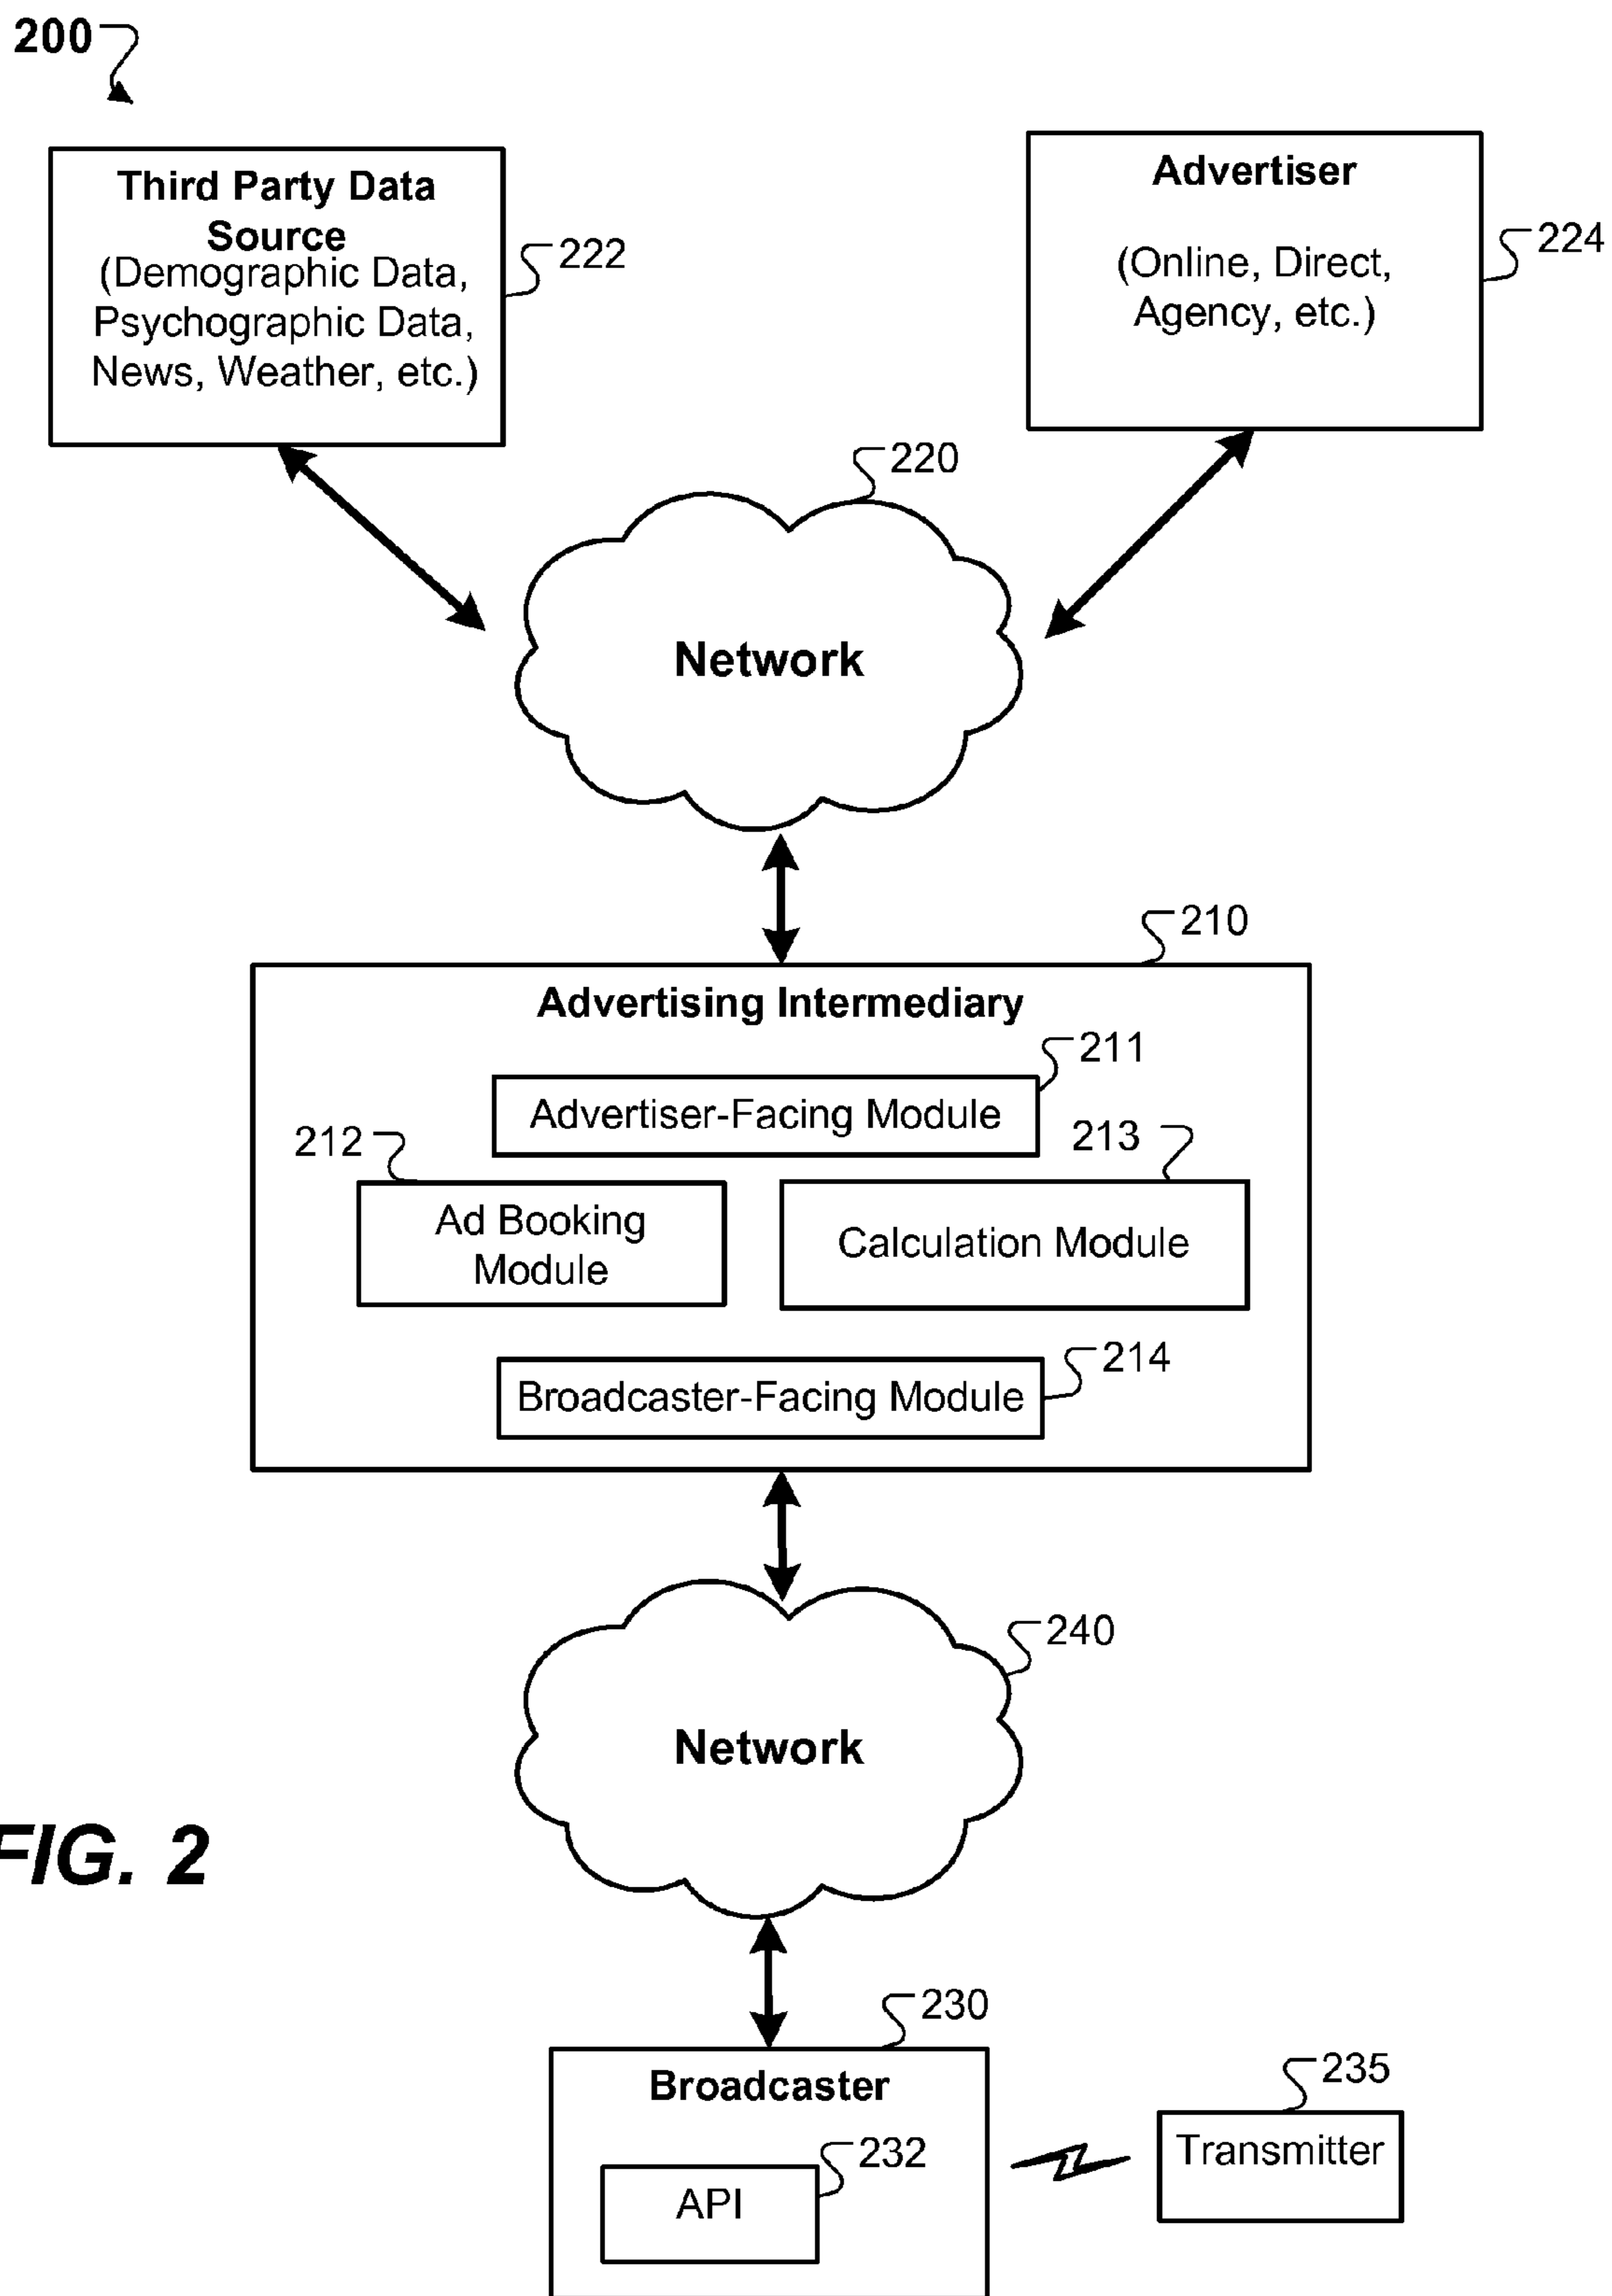 200
Third Party Data
Source
(Demographic Data,
Psychographic Data,
News, Weather, etc.)
222
Advertiser
(Online, Direct,
Agency, etc.)
224
220
Network
210
Advertising Intermediary
211
Advertiser-Facing Module
212
213
Ad Booking
Module
Calculation Module
214
Broadcaster-Facing Module
240
Network
FIG. 2
230
Broadcaster
235
Transmitter
232
API